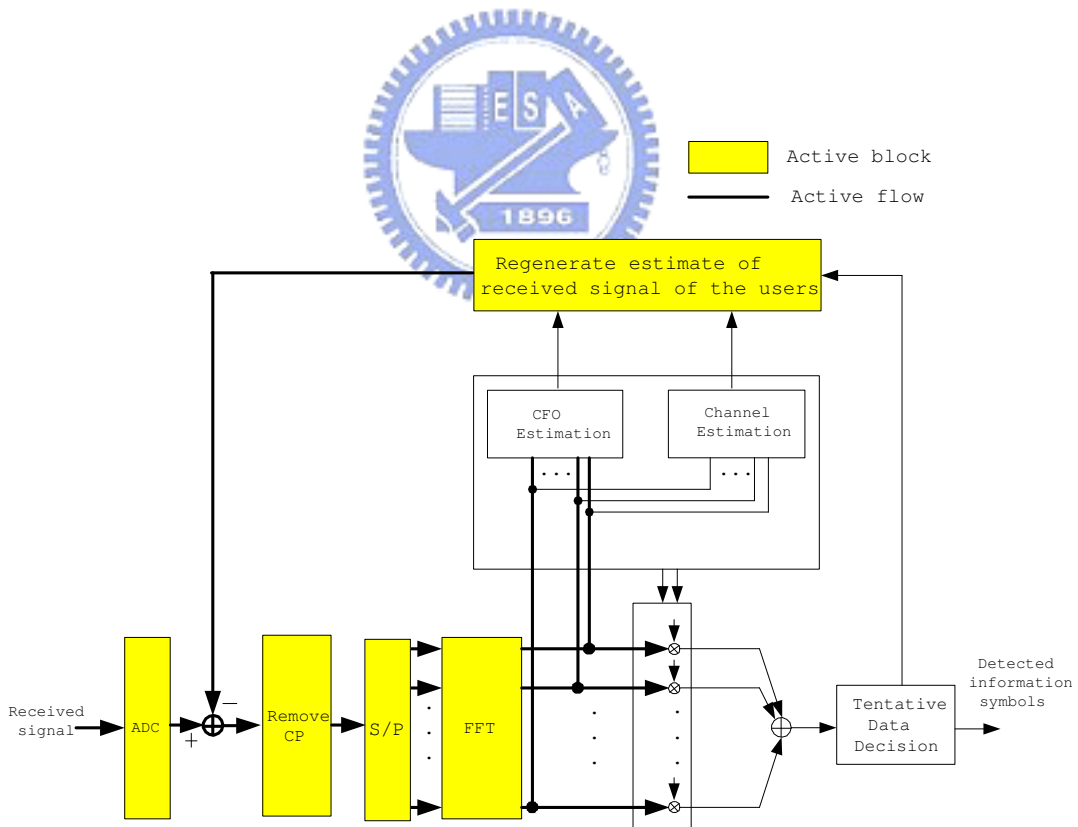 E S A
1896
Active block
Active flow
Regenerate estimate of
received signal of the users
CFO
Estimation
Channel
Estimation
...
...
Received
signal
ADC
+
−
Remove
CP
S/P
FFT
Tentative
Data
Decision
Detected
information
symbols